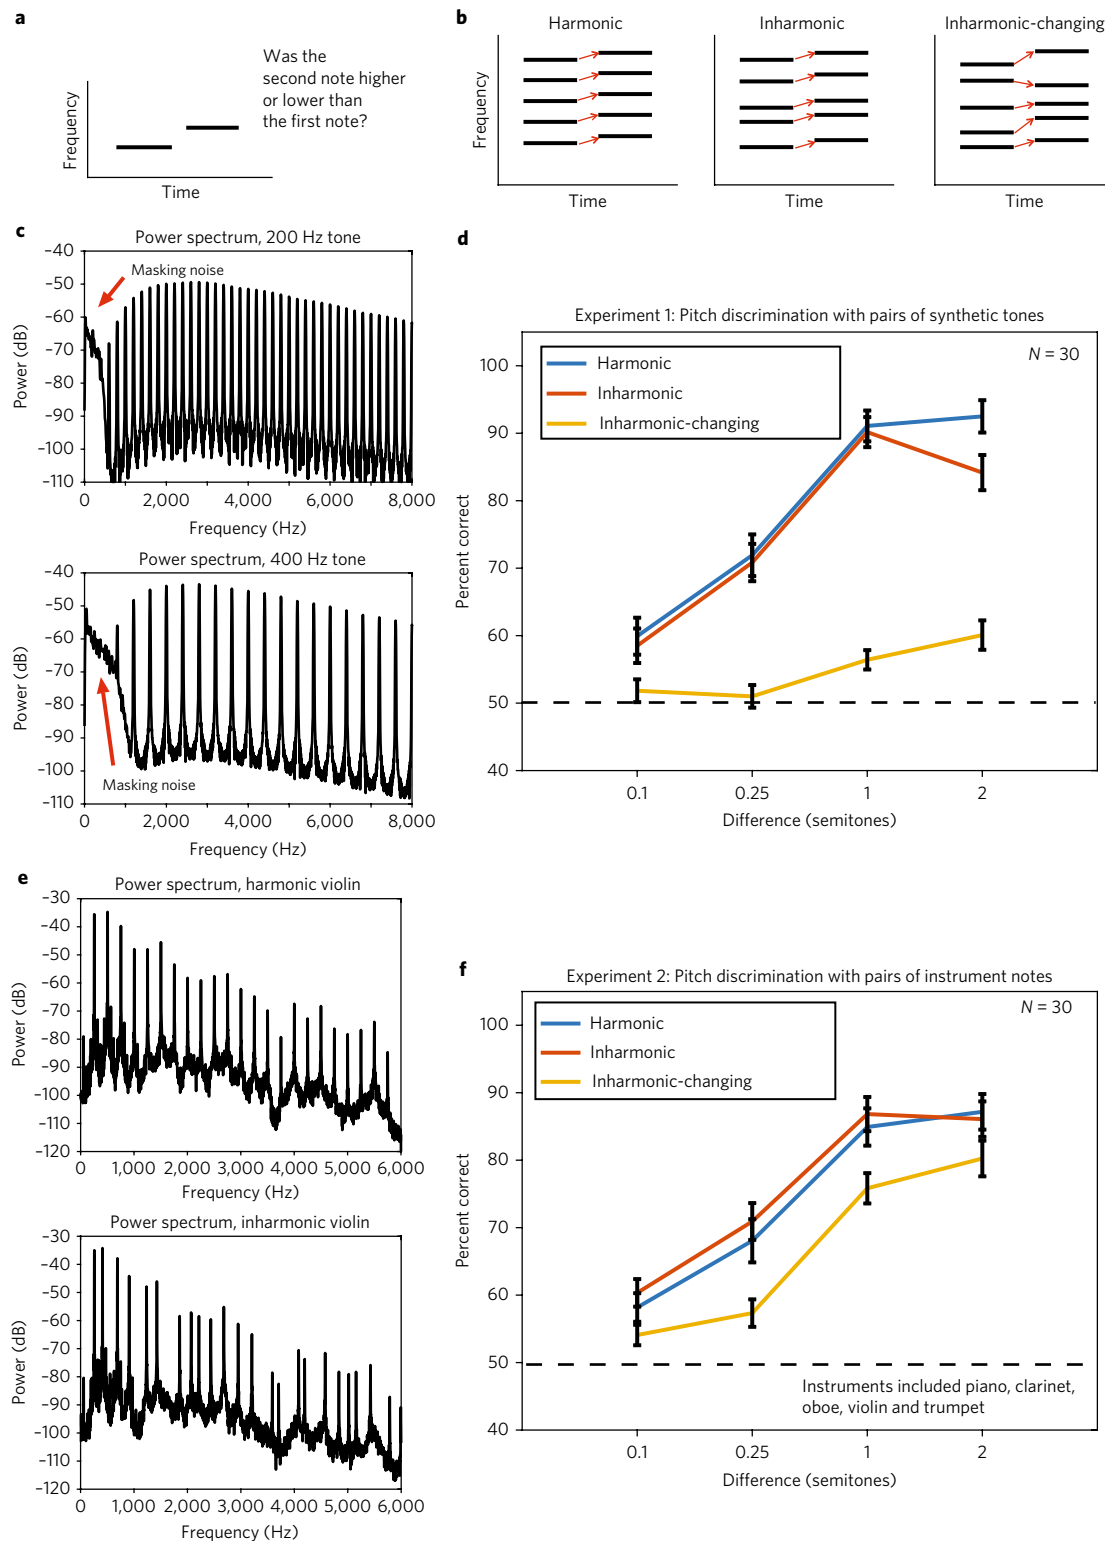 a
Was the
second note higher
or lower than
the first note?
Frequency
Time
b
Harmonic
Inharmonic
Inharmonic-changing
Frequency
Time
Time
Time
c
Power spectrum, 200 Hz tone
Masking noise
Power (dB)
−40
−50
−60
−70
−80
−90
−100
−110
0
2,000
4,000
6,000
8,000
Frequency (Hz)
Power spectrum, 400 Hz tone
Masking noise
Power (dB)
−40
−50
−60
−70
−80
−90
−100
−110
0
2,000
4,000
6,000
8,000
Frequency (Hz)
d
Experiment 1: Pitch discrimination with pairs of synthetic tones
N = 30
Harmonic
Inharmonic
Inharmonic-changing
Percent correct
100
90
80
70
60
50
40
0.1
0.25
1
2
Difference (semitones)
e
Power spectrum, harmonic violin
Power (dB)
−30
−40
−50
−60
−70
−80
−90
−100
−110
−120
0
1,000
2,000
3,000
4,000
5,000
6,000
Frequency (Hz)
Power spectrum, inharmonic violin
Power (dB)
−30
−40
−50
−60
−70
−80
−90
−100
−110
−120
0
1,000
2,000
3,000
4,000
5,000
6,000
Frequency (Hz)
f
Experiment 2: Pitch discrimination with pairs of instrument notes
N = 30
Harmonic
Inharmonic
Inharmonic-changing
Percent correct
100
90
80
70
60
50
40
Instruments included piano, clarinet,
oboe, violin and trumpet
0.1
0.25
1
2
Difference (semitones)